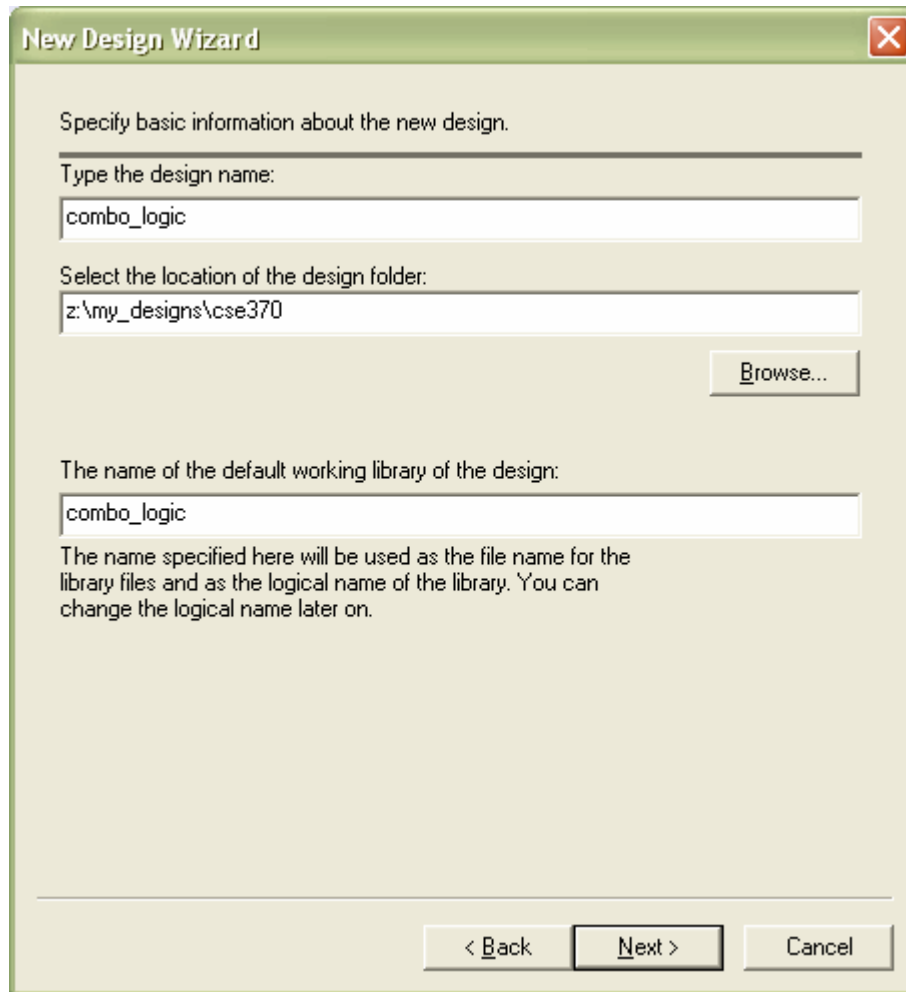 New Design Wizard
Specify basic information about the new design.
Type the design name:
combo_logic
Select the location of the design folder:
z:\my_designs\cse370
Browse...
The name of the default working library of the design:
combo_logic
The name specified here will be used as the file name for the
library files and as the logical name of the library. You can
change the logical name later on.
< Back Next > Cancel